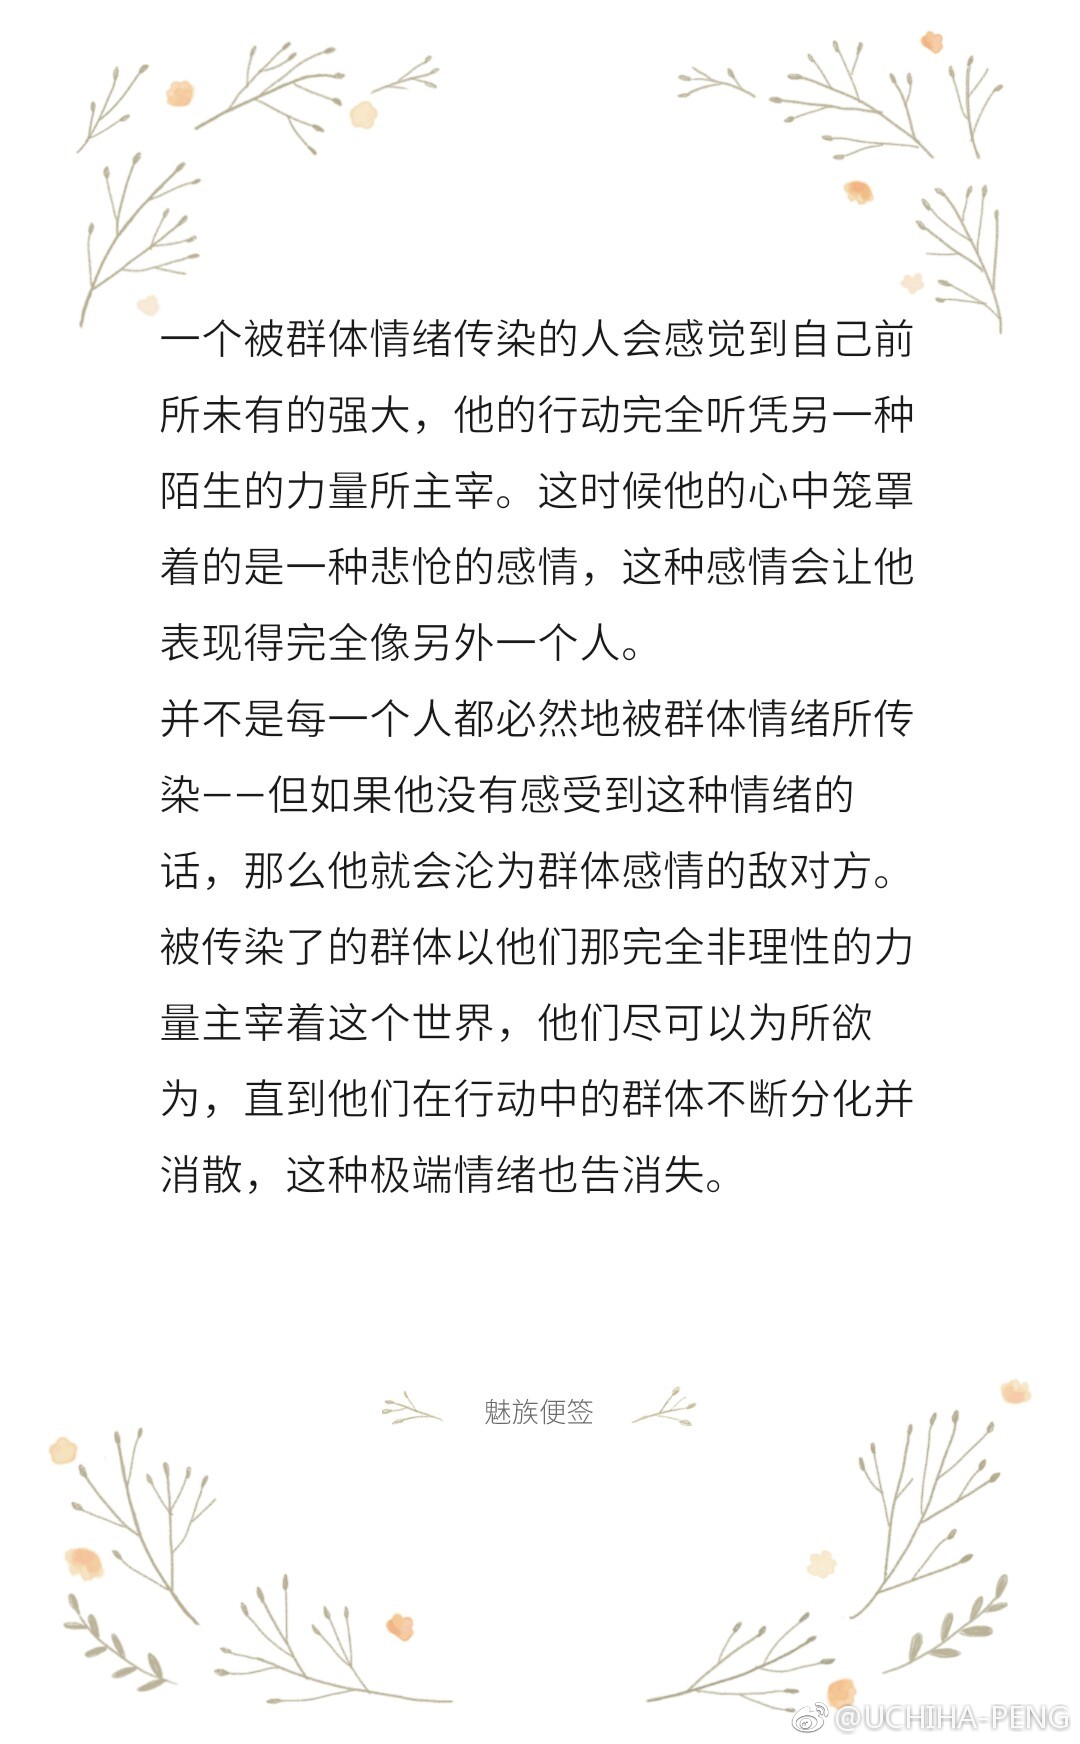 一个被群体情绪传染的人会感觉到自己前
所未有的强大，他的行动完全听凭另一种
陌生的力量所主宰。这时候他的心中笼罩
着的是一种悲怆的感情，这种感情会让他
表现得完全像另外一个人。
并不是每一个人都必然地被群体情绪所传
染——但如果他没有感受到这种情绪的
话，那么他就会沦为群体感情的敌对方。
被传染了的群体以他们那完全非理性的力
量主宰着这个世界，他们尽可以为所欲
为，直到他们在行动中的群体不断分化并
消散，这种极端情绪也告消失。
魅族便签
@UCHIHA-PENG